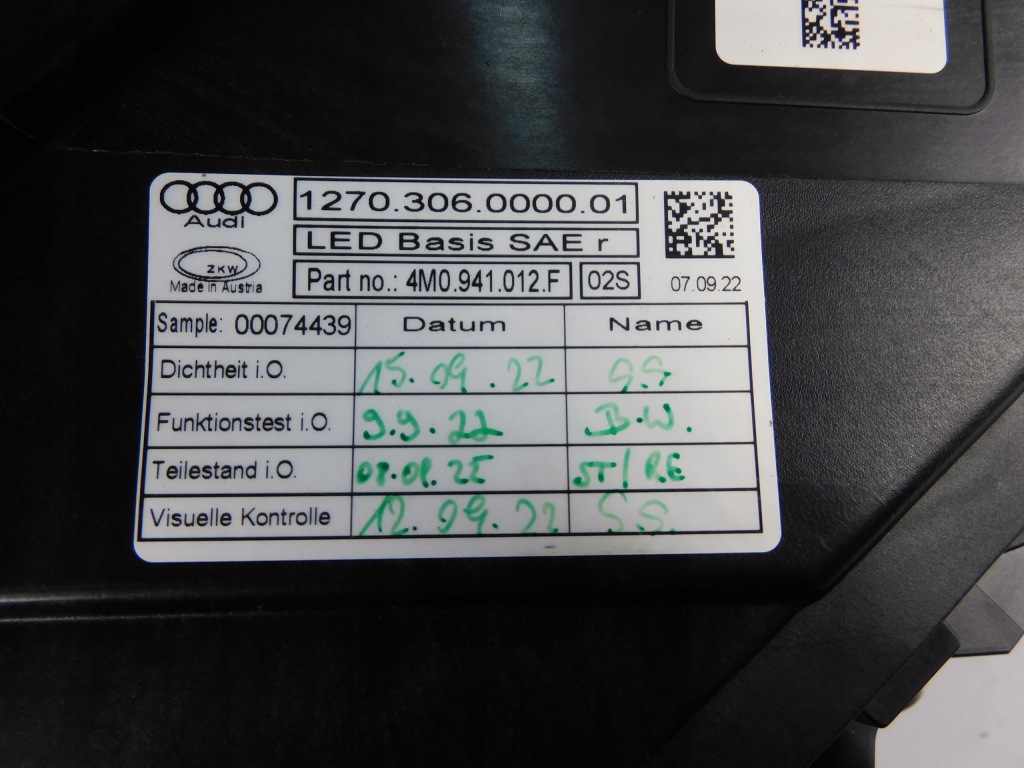 Audi
1270.306.0000.01
LED Basis SAE r
ZKW
Made in Austria
Part no.: 4M0.941.012.F 02S 07.09.22
Sample: 00074439 Datum Name
Dichtheit i.O. 15.09.22 S.S.
Funktionstest i.O. 9.9.22 B.W.
Teilestand i.O. ST/RE
Visuelle Kontrolle 12.09.22 S.S.